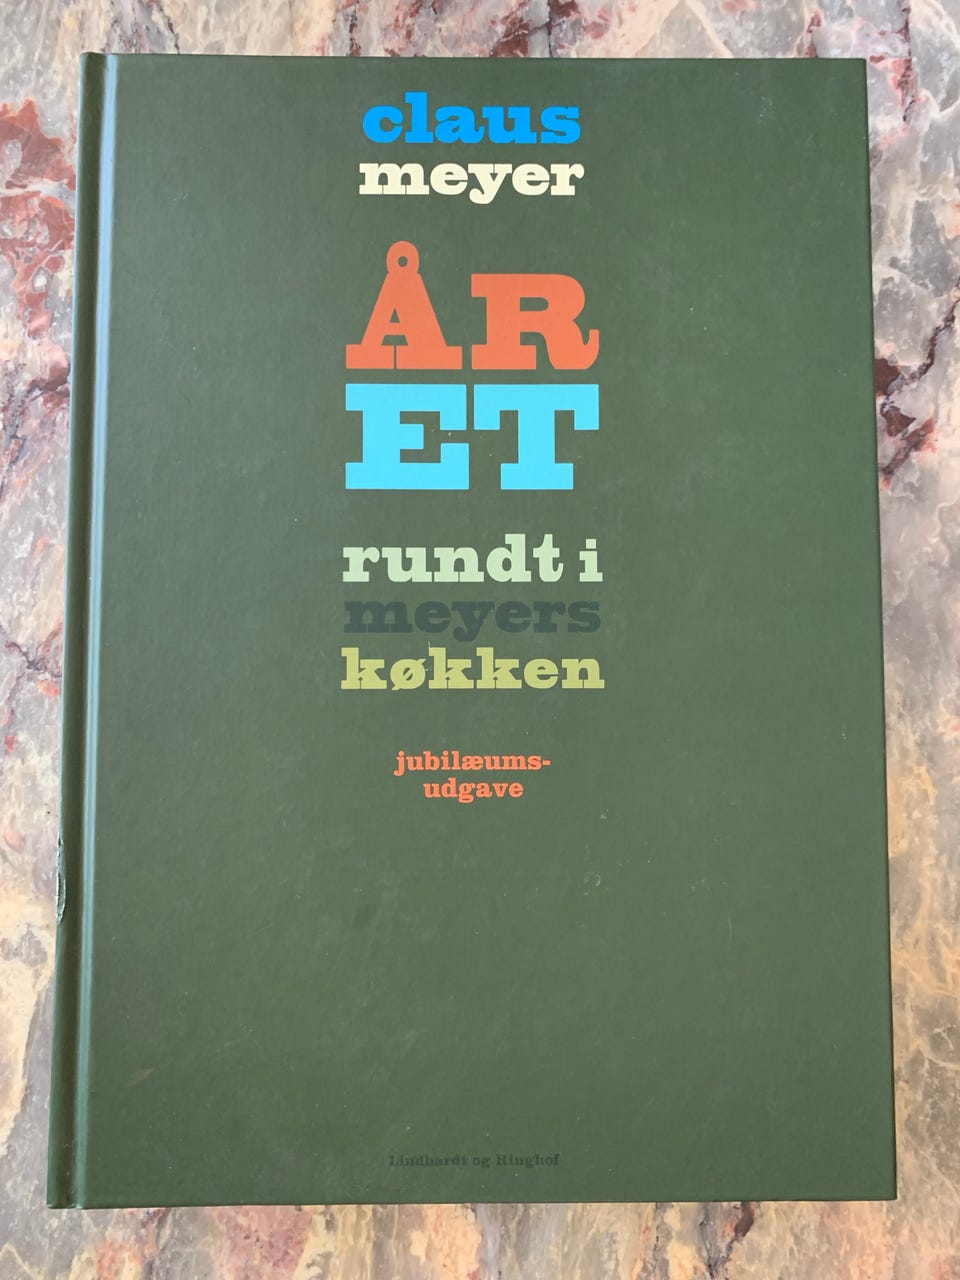 claus
meyer
ÅR
ET
rundt i
meyers
køkken
jubilæums-
udgave
Lindhardt og Ringhof